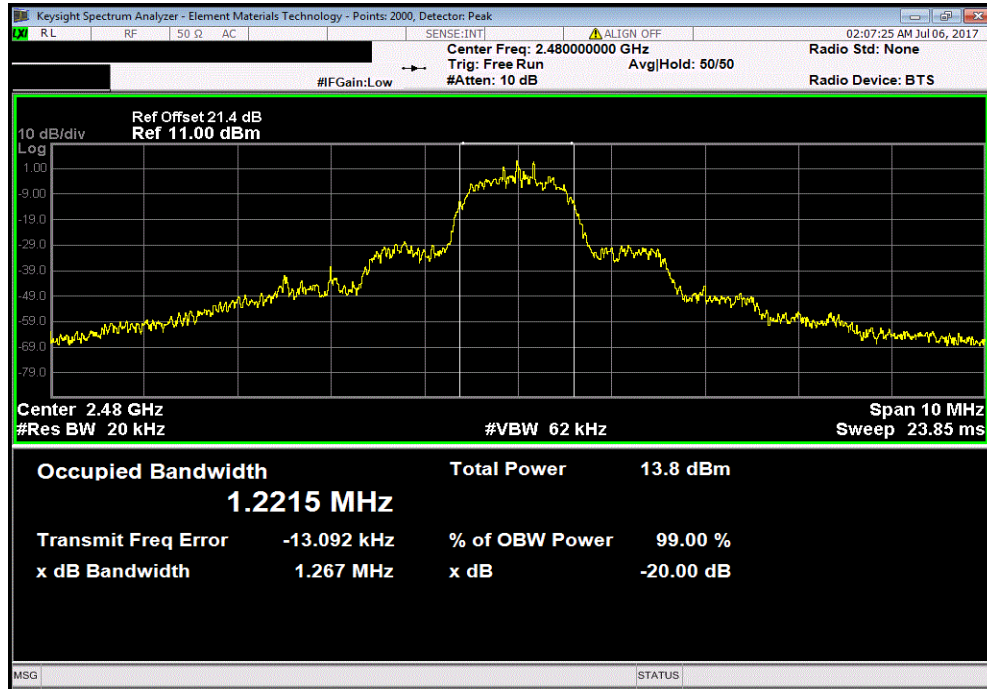 Keysight Spectrum Analyzer - Element Materials Technology - Points: 2000, Detector: Peak
LXI RL RF 50 Ω AC SENSE:INT ALIGN OFF 02:07:25 AM Jul 06, 2017
Center Freq: 2.480000000 GHz Radio Std: None
Trig: Free Run Avg|Hold: 50/50
#IFGain:Low #Atten: 10 dB Radio Device: BTS
Ref Offset 21.4 dB
10 dB/div Ref 11.00 dBm
Log
1.00
-9.00
-19.0
-29.0
-39.0
-49.0
-59.0
-69.0
-79.0
Center 2.48 GHz Span 10 MHz
#Res BW 20 kHz #VBW 62 kHz Sweep 23.85 ms
Occupied Bandwidth Total Power 13.8 dBm
1.2215 MHz
Transmit Freq Error -13.092 kHz % of OBW Power 99.00 %
x dB Bandwidth 1.267 MHz x dB -20.00 dB
MSG STATUS